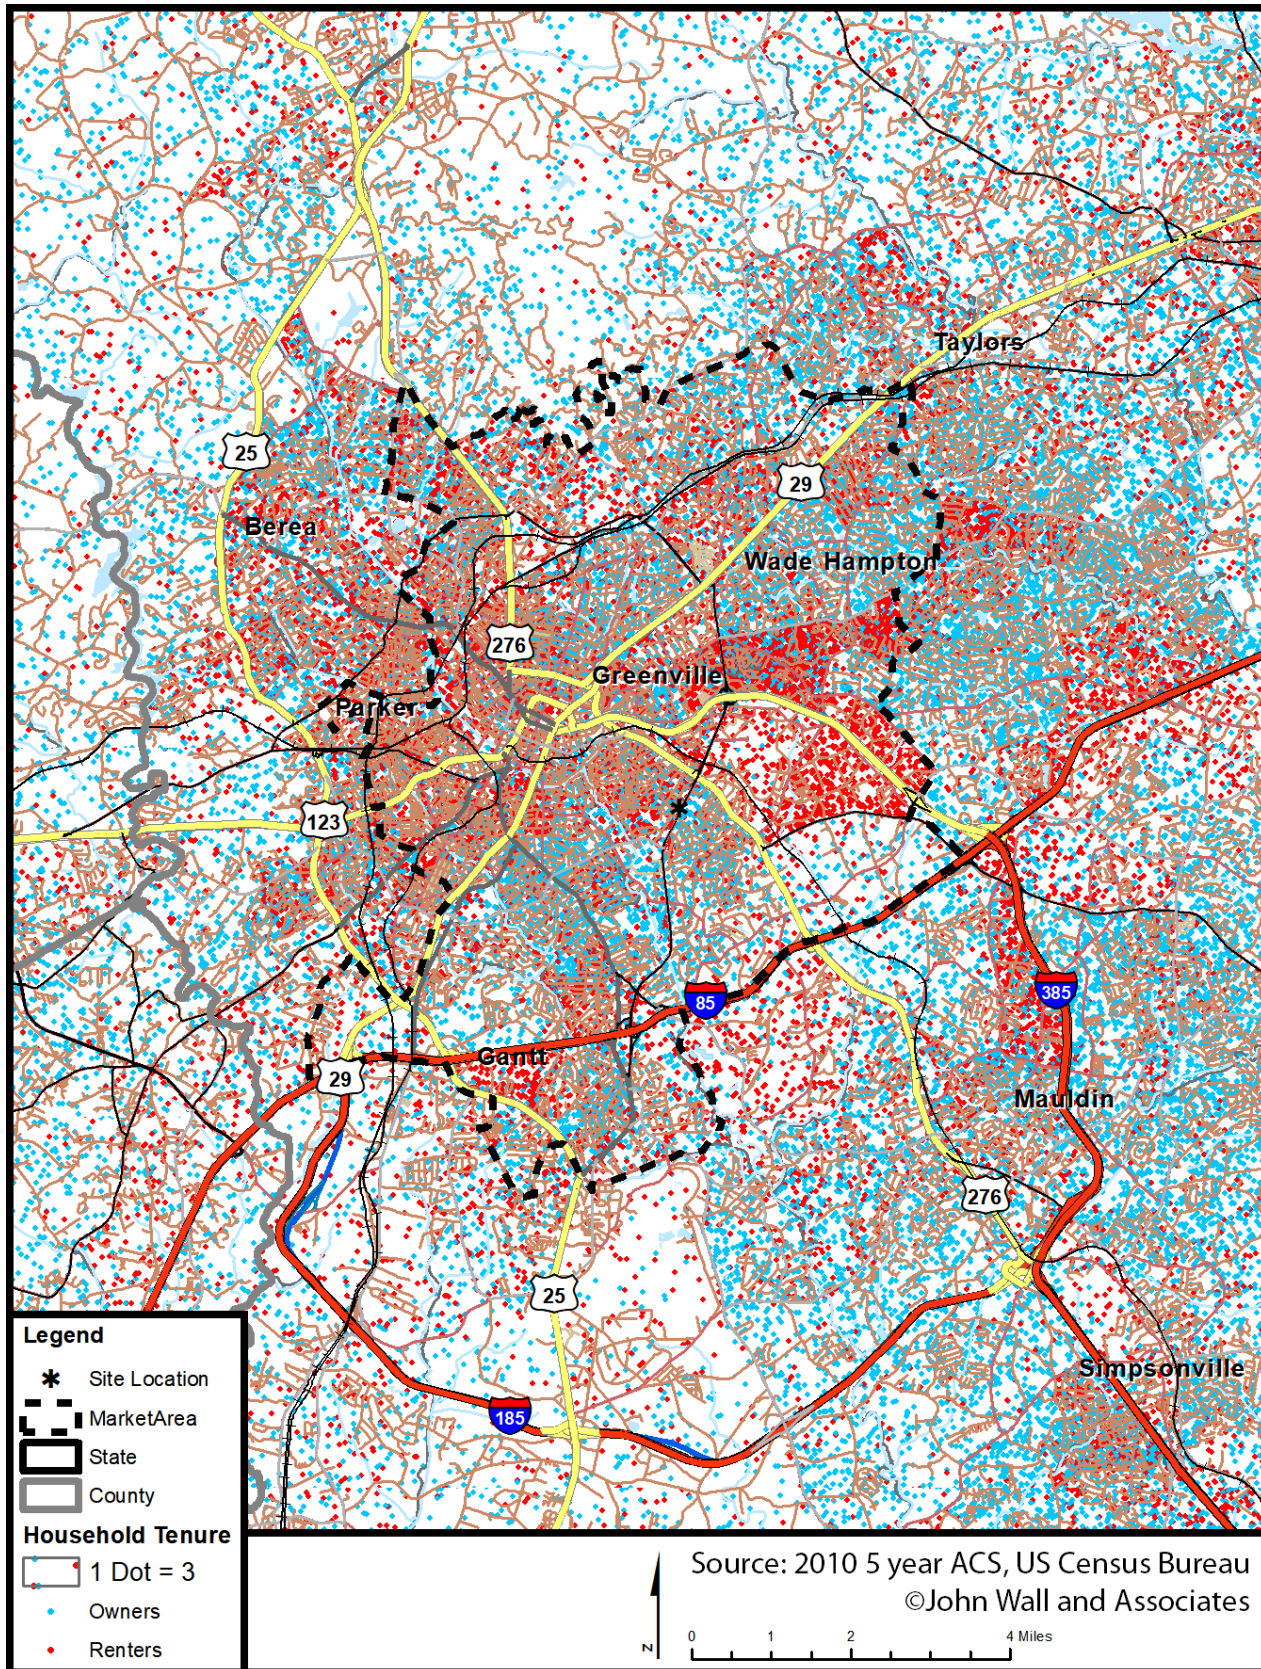 Taylors
25
29
Berea
Wade Hampton
276
Greenville
Parker
123
385
85
Gantt
29
Mauldin
276
25
Simpsonville
185
Legend
Site Location
MarketArea
State
County
Household Tenure
1 Dot = 3
Owners
Renters
Source: 2010 5 year ACS, US Census Bureau
©John Wall and Associates
N
0 1 2 4 Miles